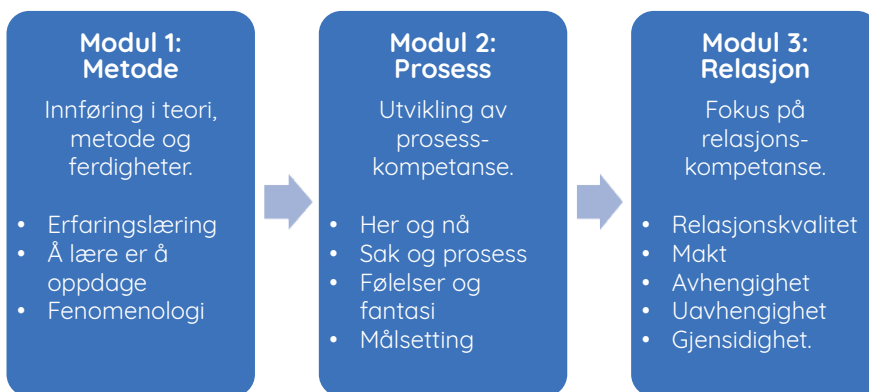 Modul 1:
Metode
Innføring i teori,
metode og
ferdigheter.
• Erfaringslæring
• Å lære er å
oppdage
• Fenomenologi
Modul 2:
Prosess
Utvikling av
prosess-
kompetanse.
• Her og nå
• Sak og prosess
• Følelser og
fantasi
• Målsetting
Modul 3:
Relasjon
Fokus på
relasjons-
kompetanse.
• Relasjonskvalitet
• Makt
• Avhengighet
• Uavhengighet
• Gjensidighet.